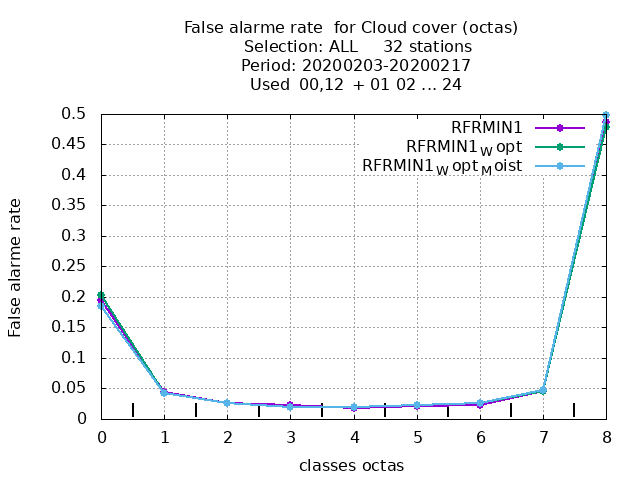 False alarme rate  for Cloud cover (octas)
Selection: ALL     32 stations
Period: 20200203-20200217
Used  00,12  + 01 02 ... 24
RFRMIN1
RFRMIN1_W opt
RFRMIN1_W opt_M oist
0.5
0.45
0.4
0.35
0.3
0.25
0.2
0.15
0.1
0.05
0
False alarme rate
0 1 2 3 4 5 6 7 8
classes octas